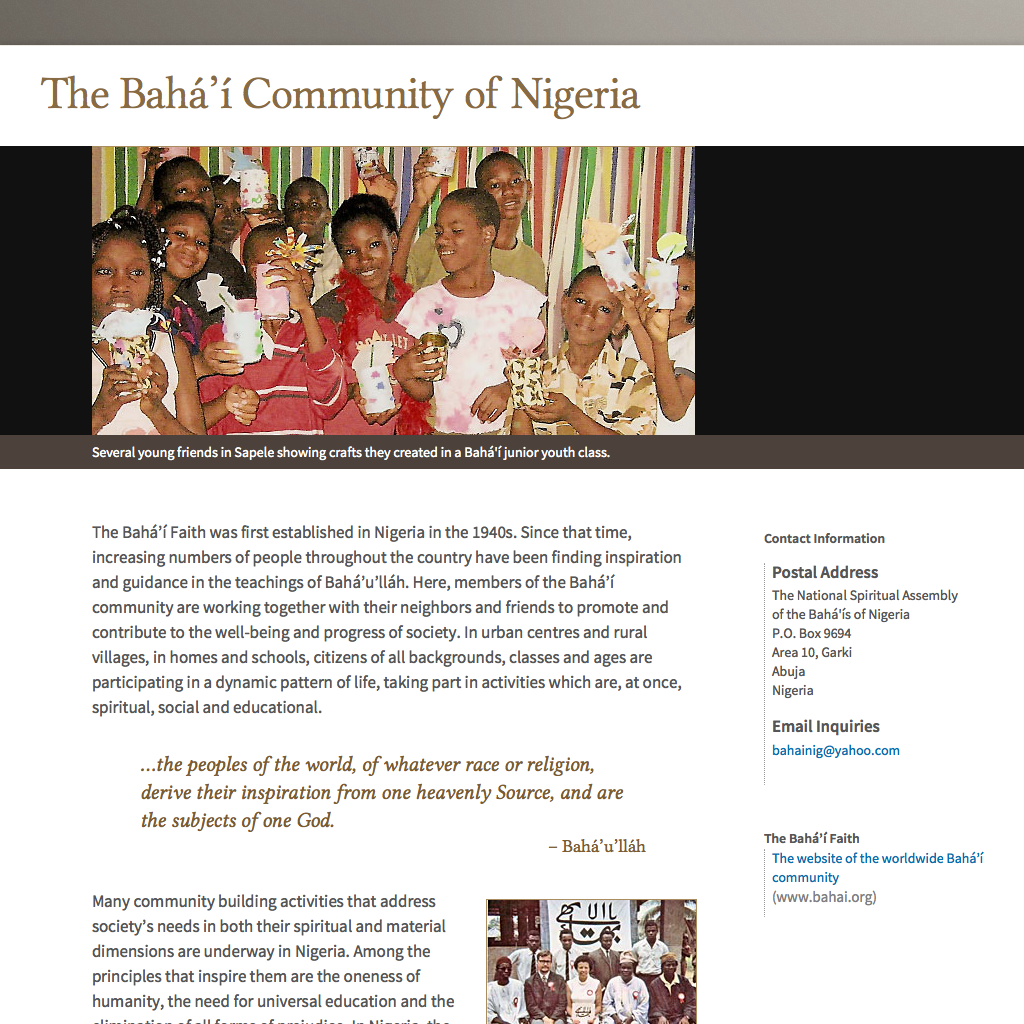 The Bahá’í Community of Nigeria
Several young friends in Sapele showing crafts they created in a Bahá'í junior youth class.
The Bahá’í Faith was first established in Nigeria in the 1940s. Since that time,
increasing numbers of people throughout the country have been finding inspiration
and guidance in the teachings of Bahá’u’lláh. Here, members of the Bahá’í
community are working together with their neighbors and friends to promote and
contribute to the well-being and progress of society. In urban centres and rural
villages, in homes and schools, citizens of all backgrounds, classes and ages are
participating in a dynamic pattern of life, taking part in activities which are, at once,
spiritual, social and educational.
…the peoples of the world, of whatever race or religion,
derive their inspiration from one heavenly Source, and are
the subjects of one God.
– Bahá’u’lláh
Many community building activities that address
society’s needs in both their spiritual and material
dimensions are underway in Nigeria. Among the
principles that inspire them are the oneness of
humanity, the need for universal education and the
elimination of all forms of prejudice. In Nigeria, the
Contact Information
Postal Address
The National Spiritual Assembly
of the Bahá'ís of Nigeria
P.O. Box 9694
Area 10, Garki
Abuja
Nigeria
Email Inquiries
bahainig@yahoo.com
The Bahá’í Faith
The website of the worldwide Bahá’í
community
(www.bahai.org)